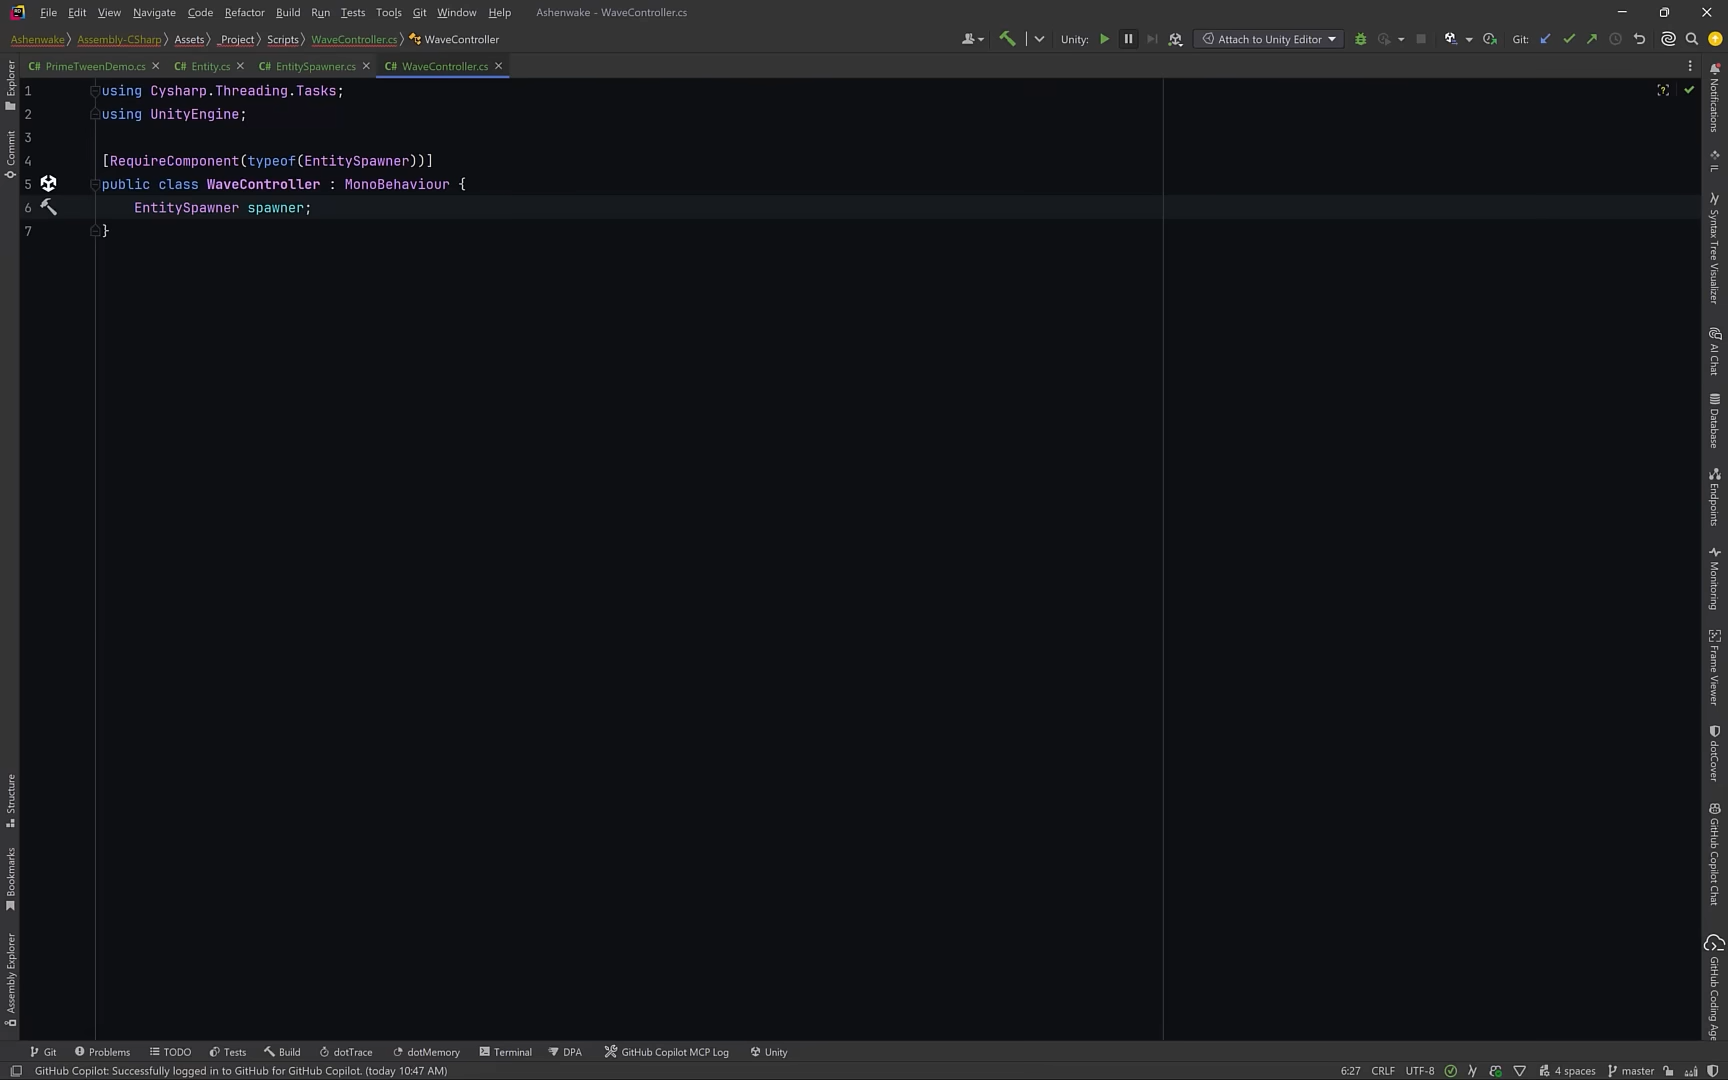 File Edit View Navigate Code Refactor Build Run Tests Tools Git Window Help Ashenwake - WaveController.cs
Ashenwake Assembly-CSharp Assets _Project Scripts WaveController.cs WaveController Unity: Attach to Unity Editor Git:
C# PrimeTweenDemo.cs C# Entity.cs C# EntitySpawner.cs C# WaveController.cs
1 using Cysharp.Threading.Tasks;
2 using UnityEngine;
3
4 [RequireComponent(typeof(EntitySpawner))]
5 public class WaveController : MonoBehaviour {
6 EntitySpawner spawner;
7 }
Explorer
Commit
Structure
Bookmarks
Assembly Explorer
Notifications
IL
Syntax Tree Visualizer
AI Chat
Database
Endpoints
Monitoring
Frame Viewer
dotCover
GitHub Copilot Chat
GitHub Coding Age
Git Problems TODO Tests Build dotTrace dotMemory Terminal DPA GitHub Copilot MCP Log Unity
GitHub Copilot: Successfully logged in to GitHub for GitHub Copilot. (today 10:47 AM) 6:27 CRLF UTF-8 4 spaces master